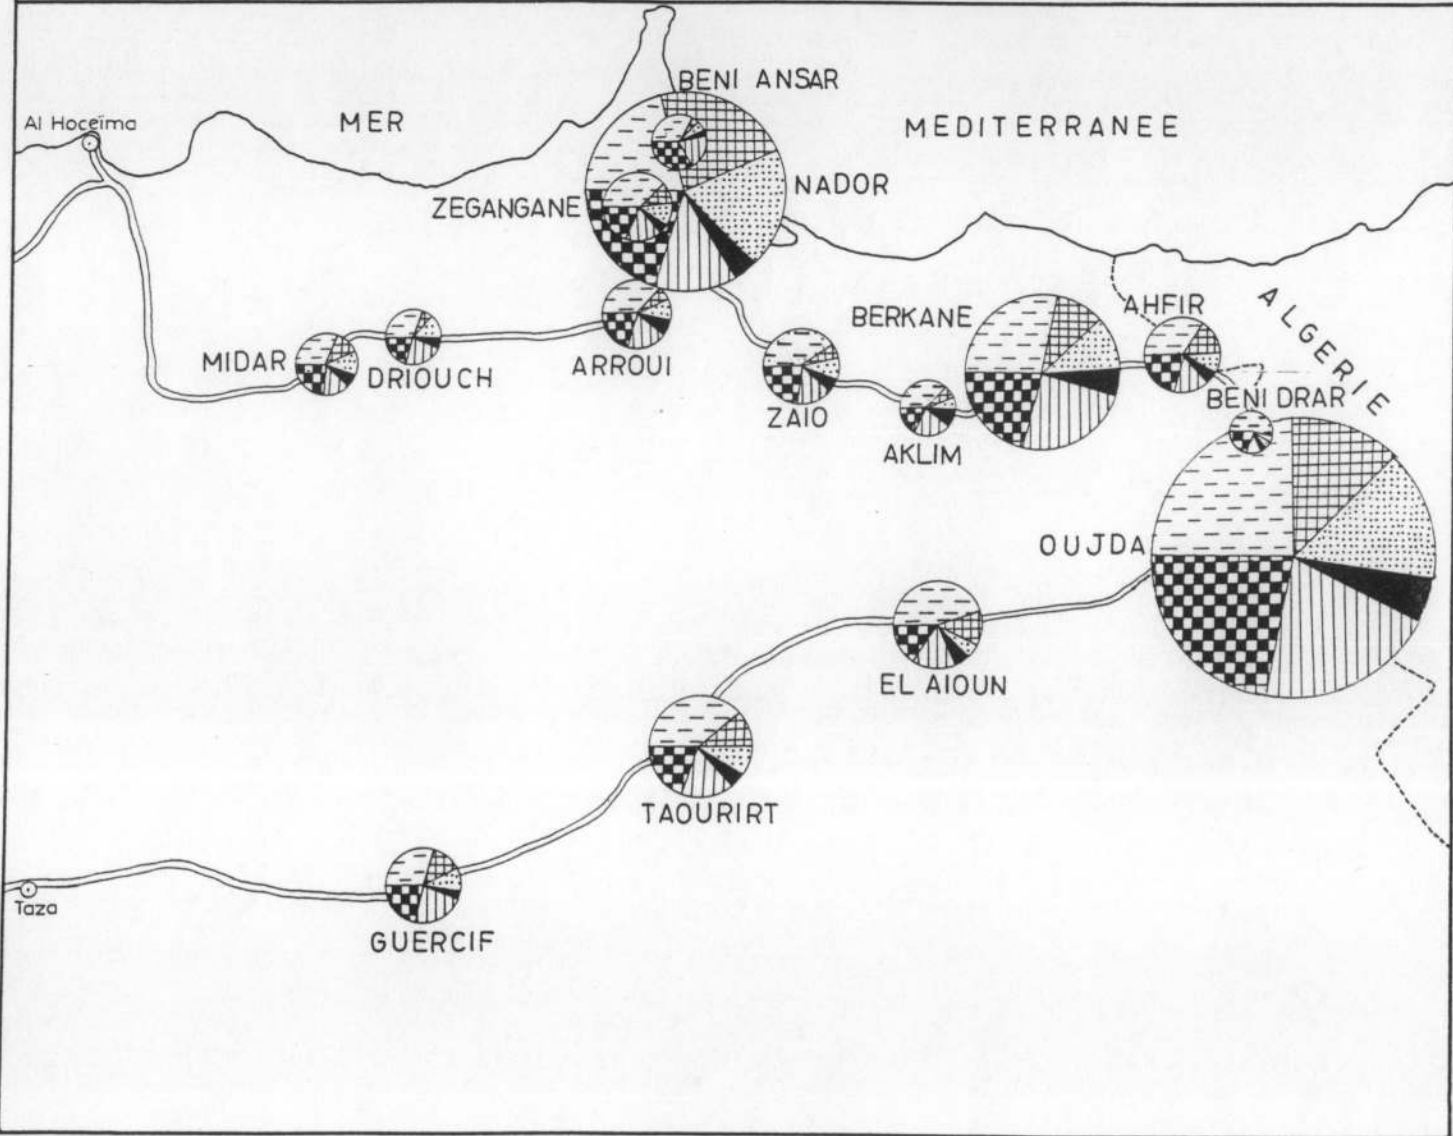 BENI ANSAR
Al Hoceïma
MER
MEDITERRANEE
NADOR
ZEGANGANE
ALGERIE
AHFIR
BERKANE
MIDAR
DRIOUCH
ARROUI
BENI DRAR
ZAIO
AKLIM
OUJDA
EL AIOUN
TAOURIRT
Taza
GUERCIF